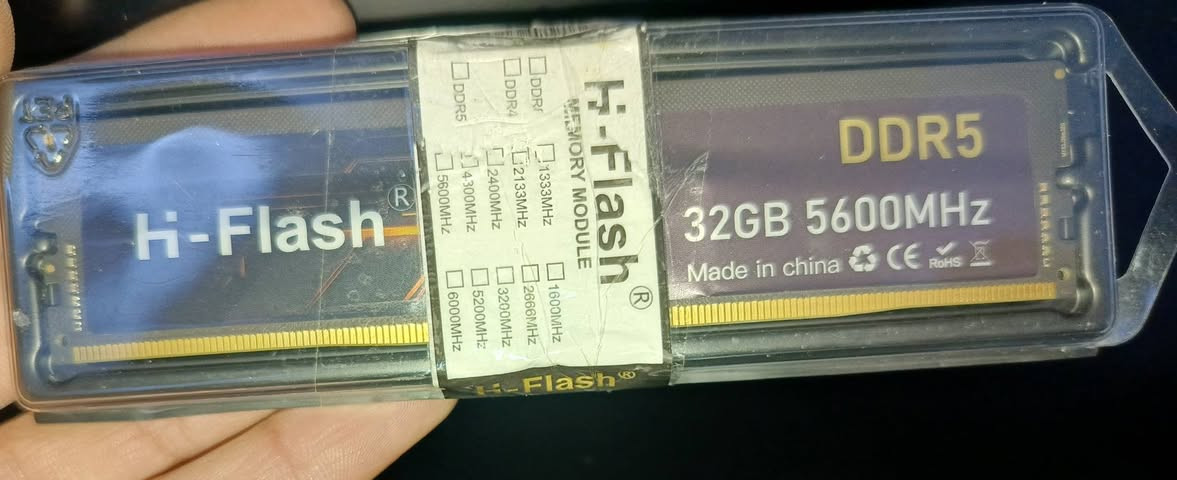 Hi-Flash®
DDR5
32GB 5600MHz
Made in china CE RoHS
Hi-Flash®
MEMORY MODULE
DDR4
DDR5
1333MHz
2133MHz
2400MHz
4300MHz
5600MHz
1600MHz
2666MHz
3200MHz
5200MHz
6000MHz
Hi-Flash®